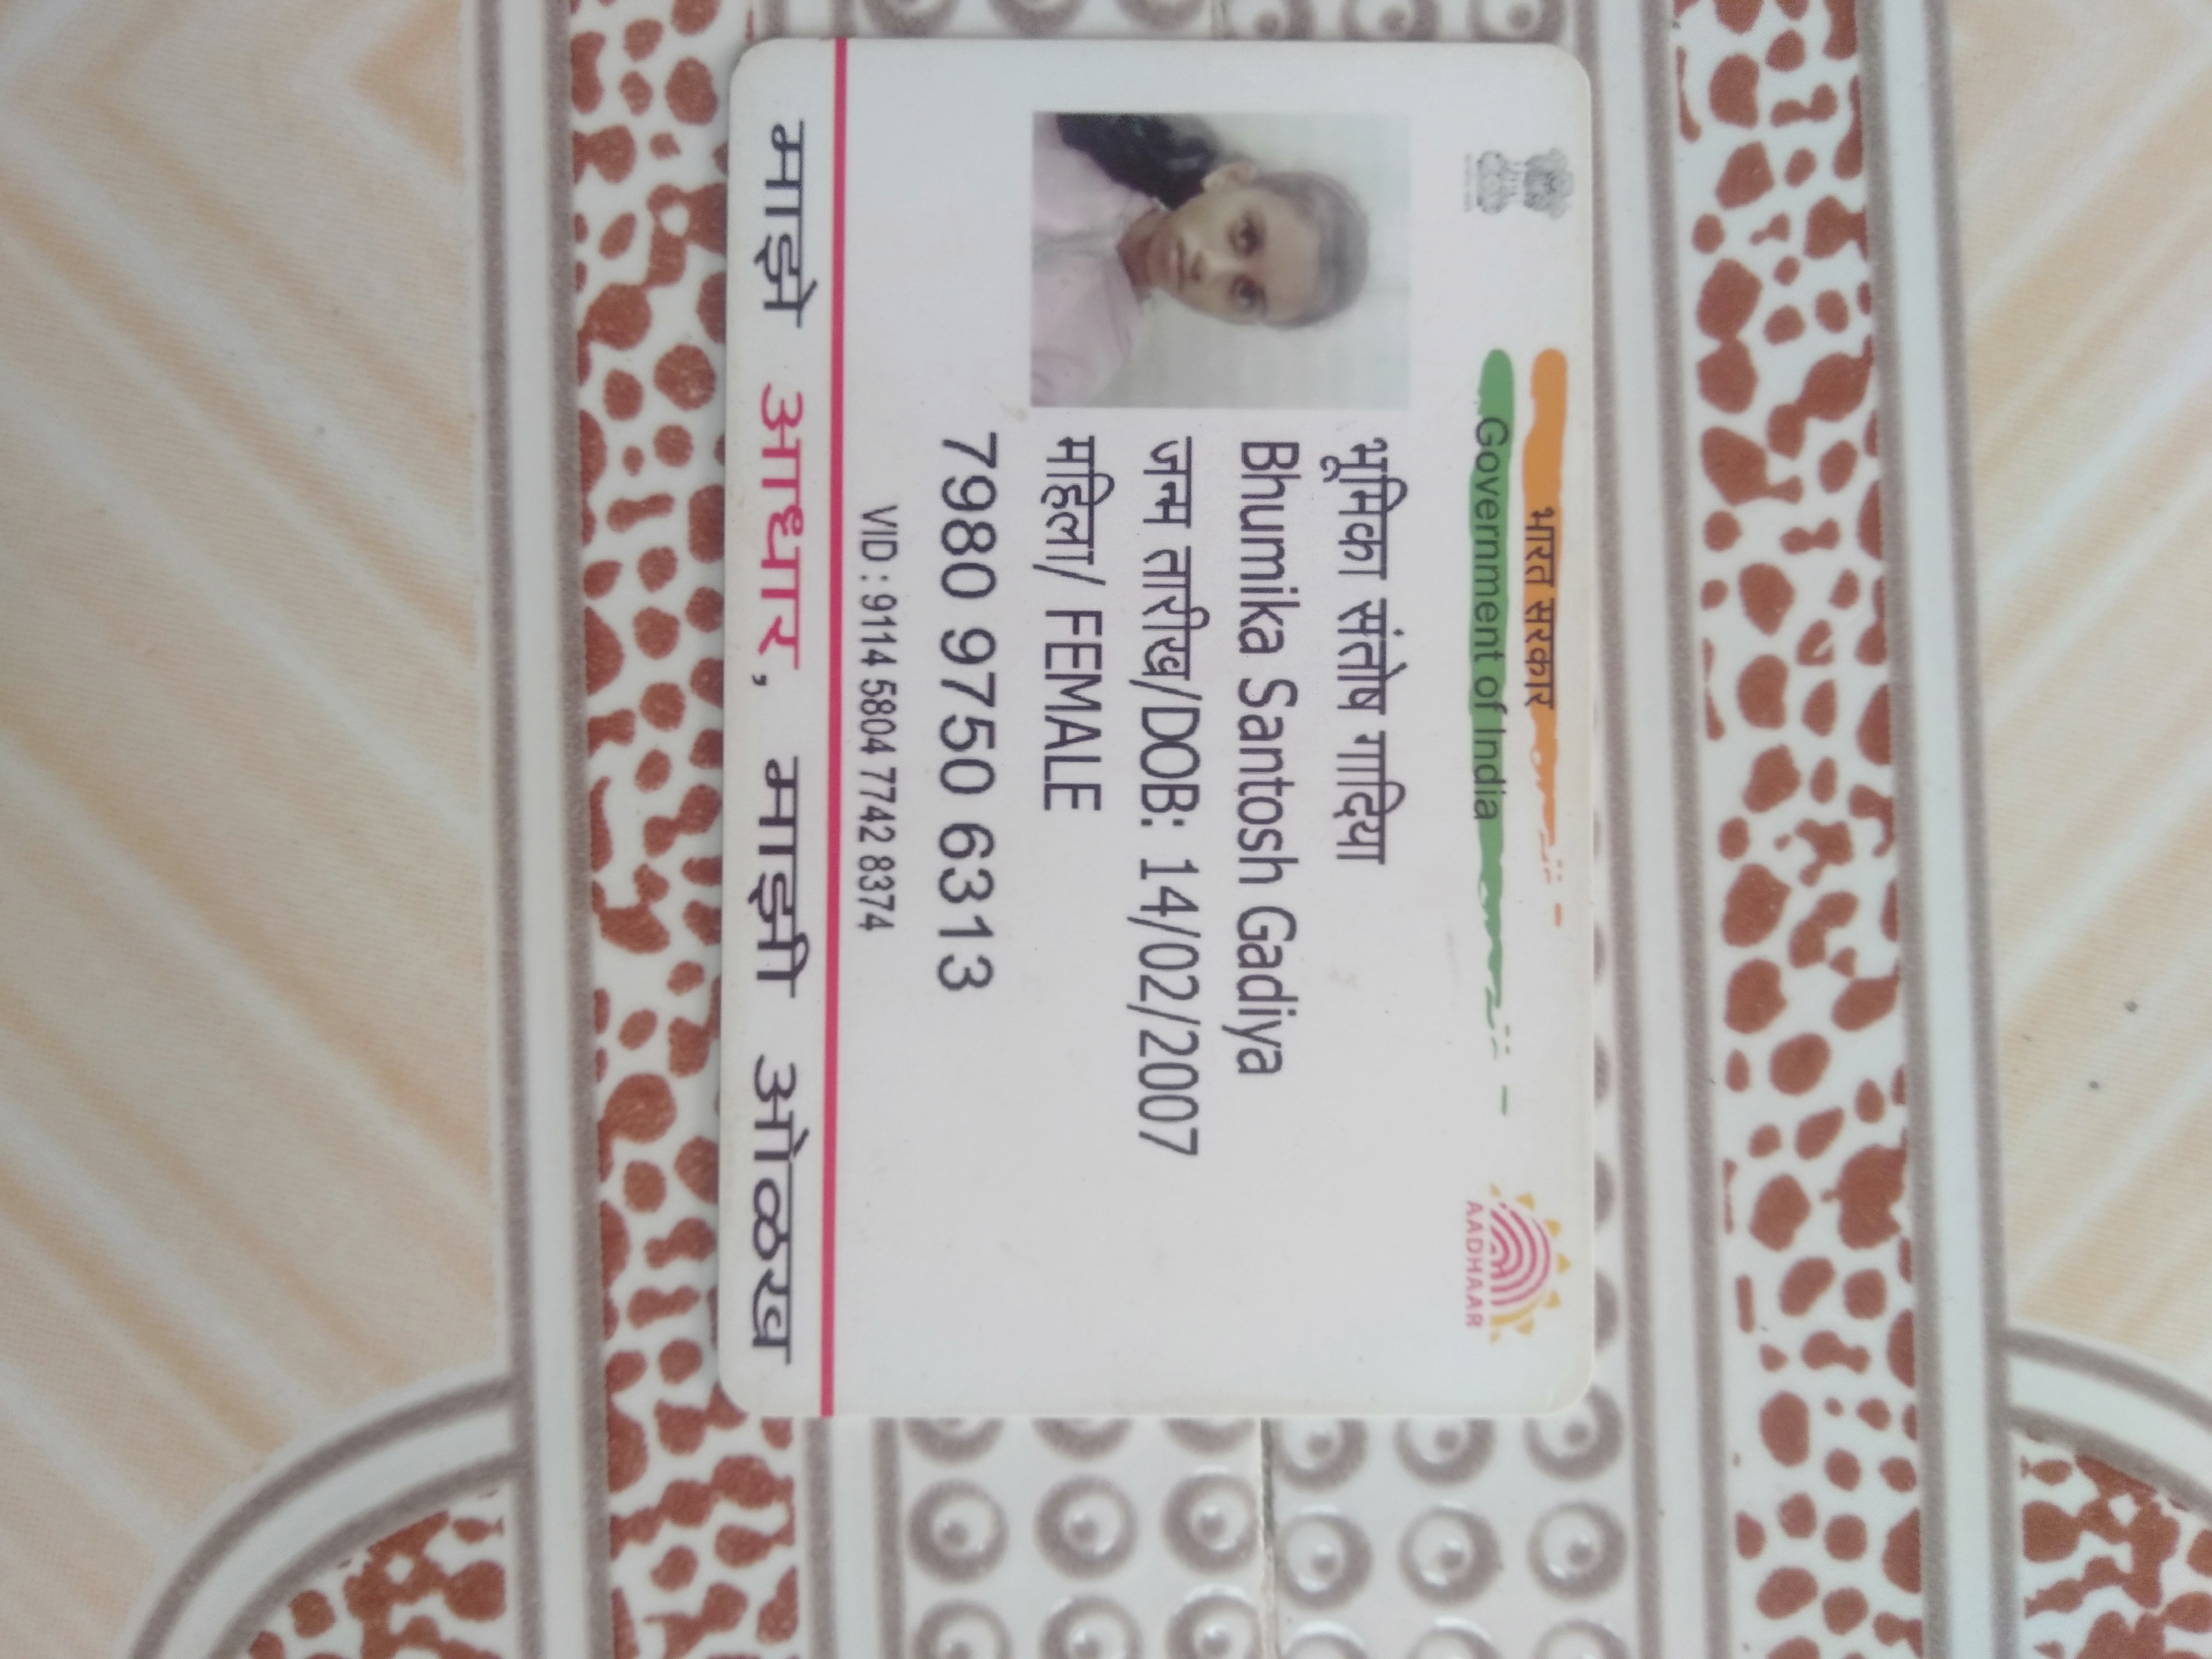 भारत सरकार
Government of India
AADHAAR
भूमिका संतोष गादिया
Bhumika Santosh Gadiya
जन्म तारीख/DOB: 14/02/2007
महिला/ FEMALE
7980 9750 6313
VID : 9114 5804 7742 8374
माझे आधार, माझी ओळख